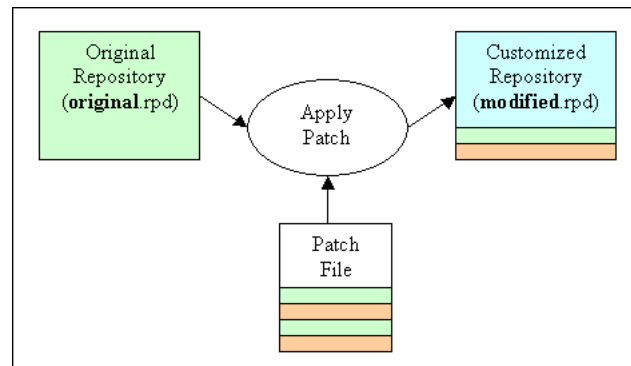 Original
Repository
(original.rpd)
Apply
Patch
Customized
Repository
(modified.rpd)
Patch
File